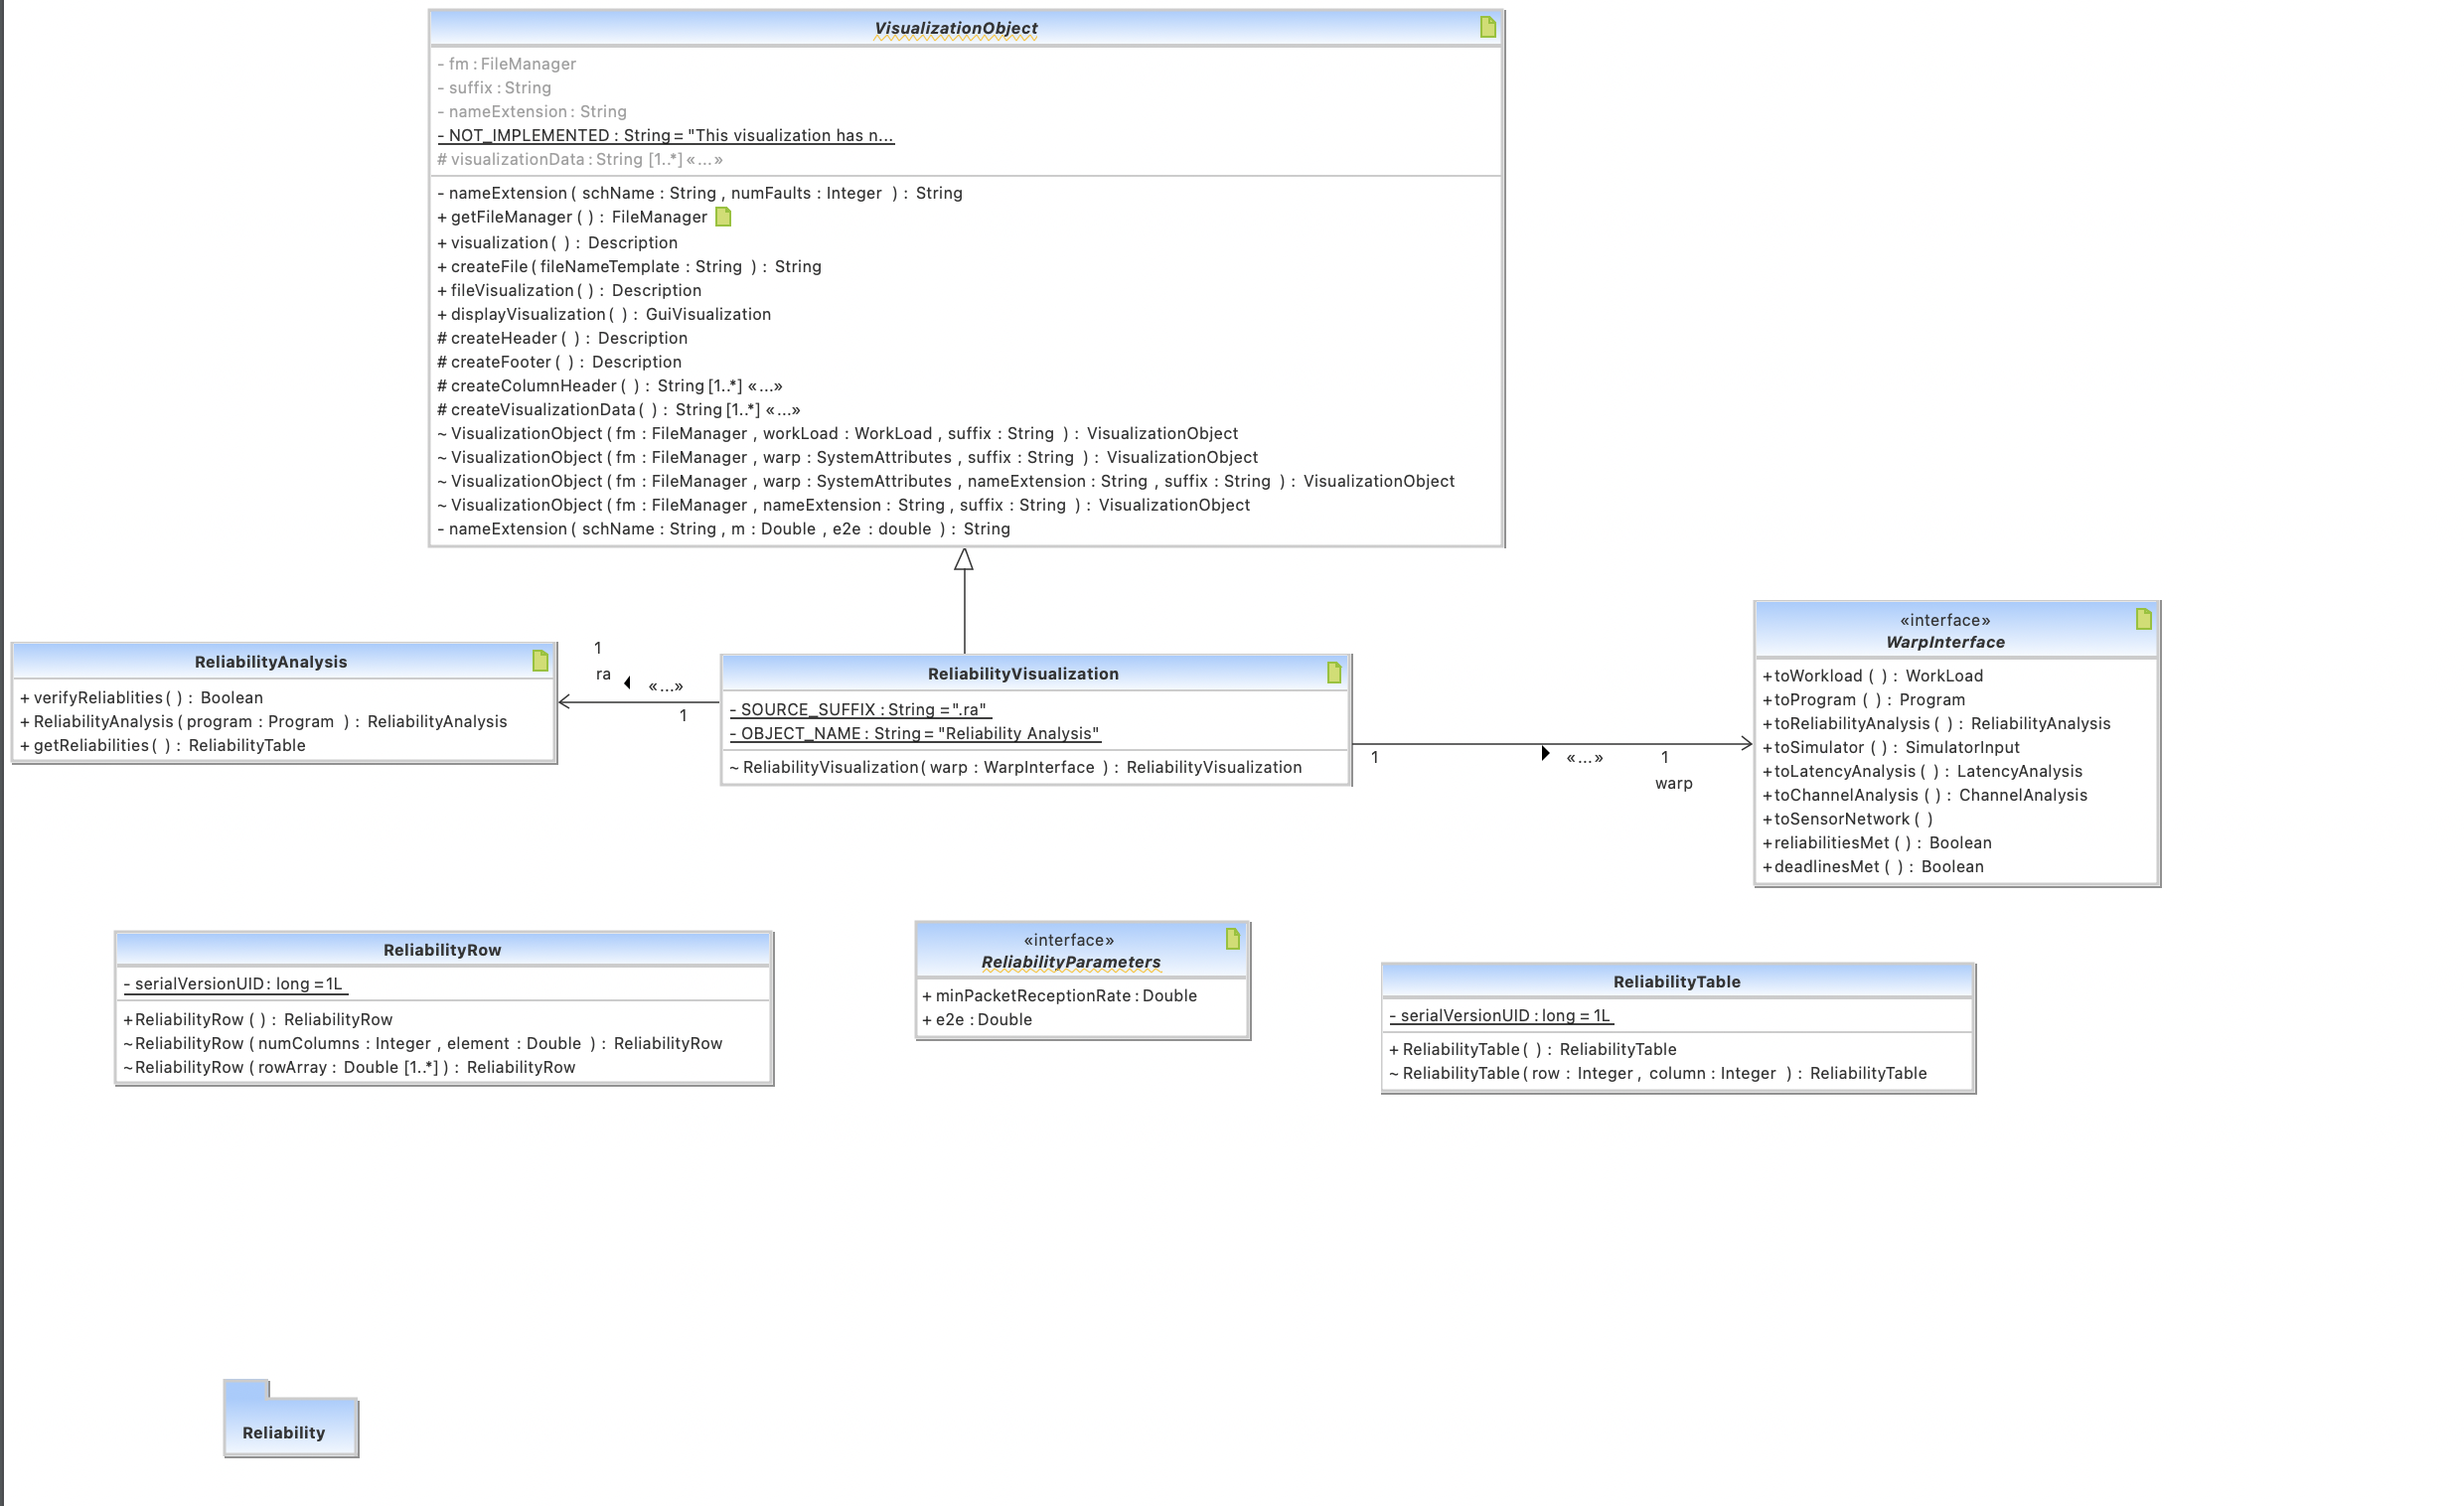 VisualizationObject
- fm : FileManager
- suffix : String
- nameExtension : String
- NOT_IMPLEMENTED : String = "This visualization has n...
# visualizationData : String [1..*] «...»
- nameExtension ( schName : String , numFaults : Integer ) : String
+ getFileManager ( ) : FileManager
+ visualization ( ) : Description
+ createFile ( fileNameTemplate : String ) : String
+ fileVisualization ( ) : Description
+ displayVisualization ( ) : GuiVisualization
# createHeader ( ) : Description
# createFooter ( ) : Description
# createColumnHeader ( ) : String [1..*] «...»
# createVisualizationData ( ) : String [1..*] «...»
~ VisualizationObject ( fm : FileManager , workLoad : WorkLoad , suffix : String ) : VisualizationObject
~ VisualizationObject ( fm : FileManager , warp : SystemAttributes , suffix : String ) : VisualizationObject
~ VisualizationObject ( fm : FileManager , warp : SystemAttributes , nameExtension : String , suffix : String ) : VisualizationObject
~ VisualizationObject ( fm : FileManager , nameExtension : String , suffix : String ) : VisualizationObject
- nameExtension ( schName : String , m : Double , e2e : double ) : String
ReliabilityAnalysis
+ verifyReliablities ( ) : Boolean
+ ReliabilityAnalysis ( program : Program ) : ReliabilityAnalysis
+ getReliabilities ( ) : ReliabilityTable
1
ra
«...»
1
ReliabilityVisualization
- SOURCE_SUFFIX : String = ".ra"
- OBJECT_NAME : String = "Reliability Analysis"
~ ReliabilityVisualization ( warp : WarpInterface ) : ReliabilityVisualization
1
«...»
1
warp
«interface»
WarpInterface
+ toWorkload ( ) : WorkLoad
+ toProgram ( ) : Program
+ toReliabilityAnalysis ( ) : ReliabilityAnalysis
+ toSimulator ( ) : SimulatorInput
+ toLatencyAnalysis ( ) : LatencyAnalysis
+ toChannelAnalysis ( ) : ChannelAnalysis
+ toSensorNetwork ( )
+ reliabilitiesMet ( ) : Boolean
+ deadlinesMet ( ) : Boolean
ReliabilityRow
- serialVersionUID : long = 1L
+ ReliabilityRow ( ) : ReliabilityRow
~ ReliabilityRow ( numColumns : Integer , element : Double ) : ReliabilityRow
~ ReliabilityRow ( rowArray : Double [1..*] ) : ReliabilityRow
«interface»
ReliabilityParameters
+ minPacketReceptionRate : Double
+ e2e : Double
ReliabilityTable
- serialVersionUID : long = 1L
+ ReliabilityTable ( ) : ReliabilityTable
~ ReliabilityTable ( row : Integer , column : Integer ) : ReliabilityTable
Reliability